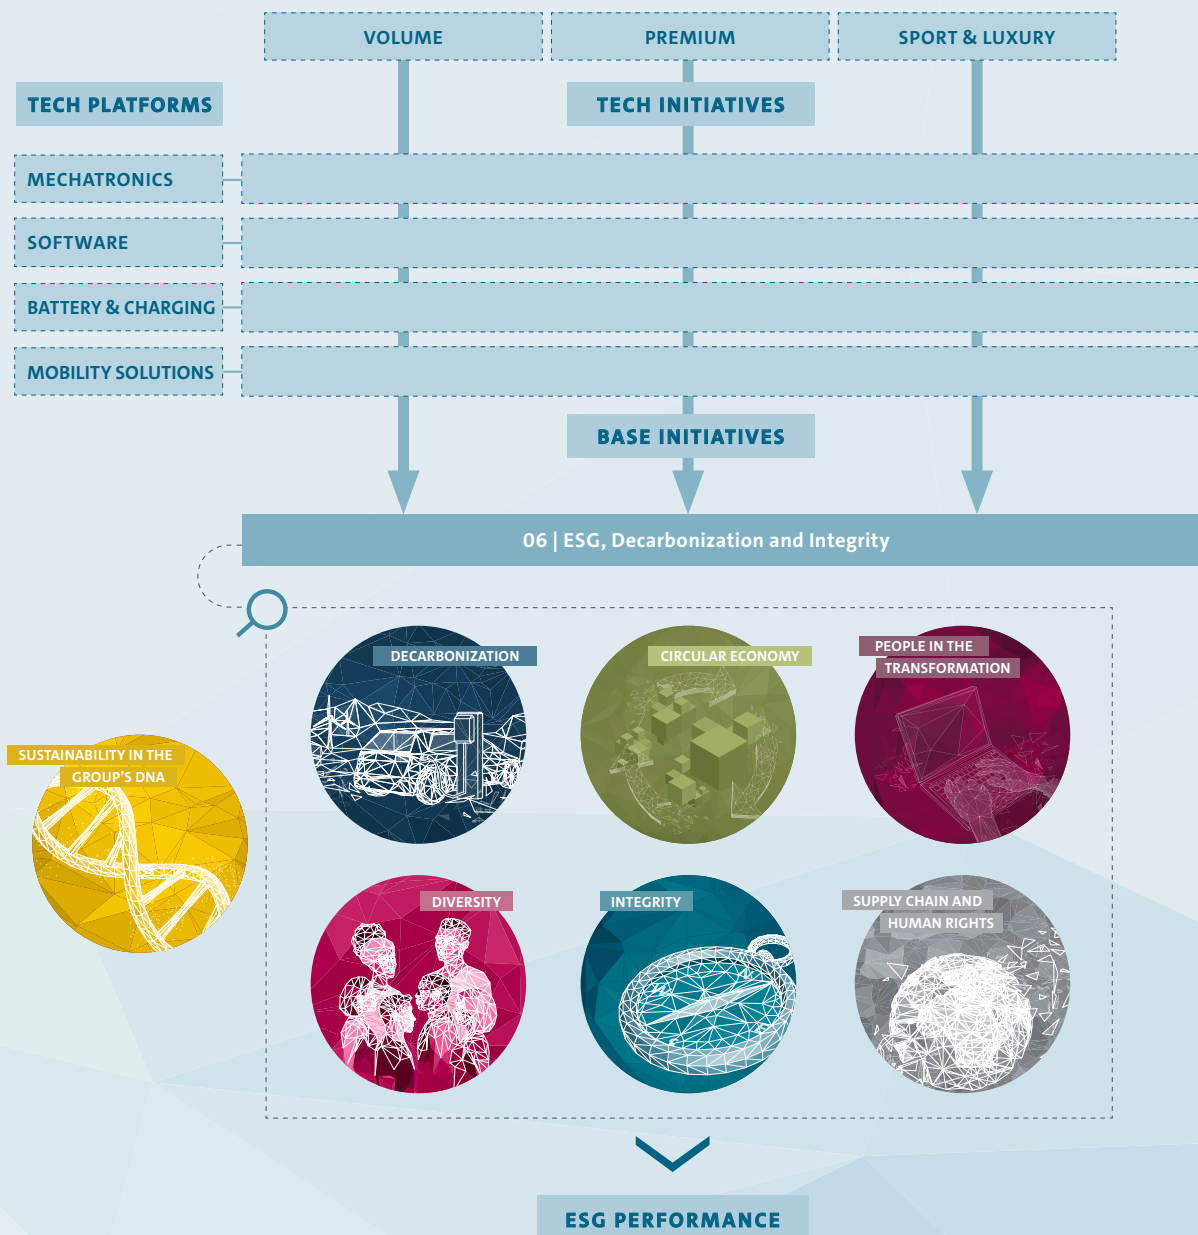 VOLUME
PREMIUM
SPORT & LUXURY
TECH PLATFORMS
TECH INITIATIVES
MECHATRONICS
SOFTWARE
BATTERY & CHARGING
MOBILITY SOLUTIONS
BASE INITIATIVES
06 | ESG, Decarbonization and Integrity
DECARBONIZATION
CIRCULAR ECONOMY
PEOPLE IN THE
TRANSFORMATION
SUSTAINABILITY IN THE
GROUP'S DNA
DIVERSITY
INTEGRITY
SUPPLY CHAIN AND
HUMAN RIGHTS
ESG PERFORMANCE